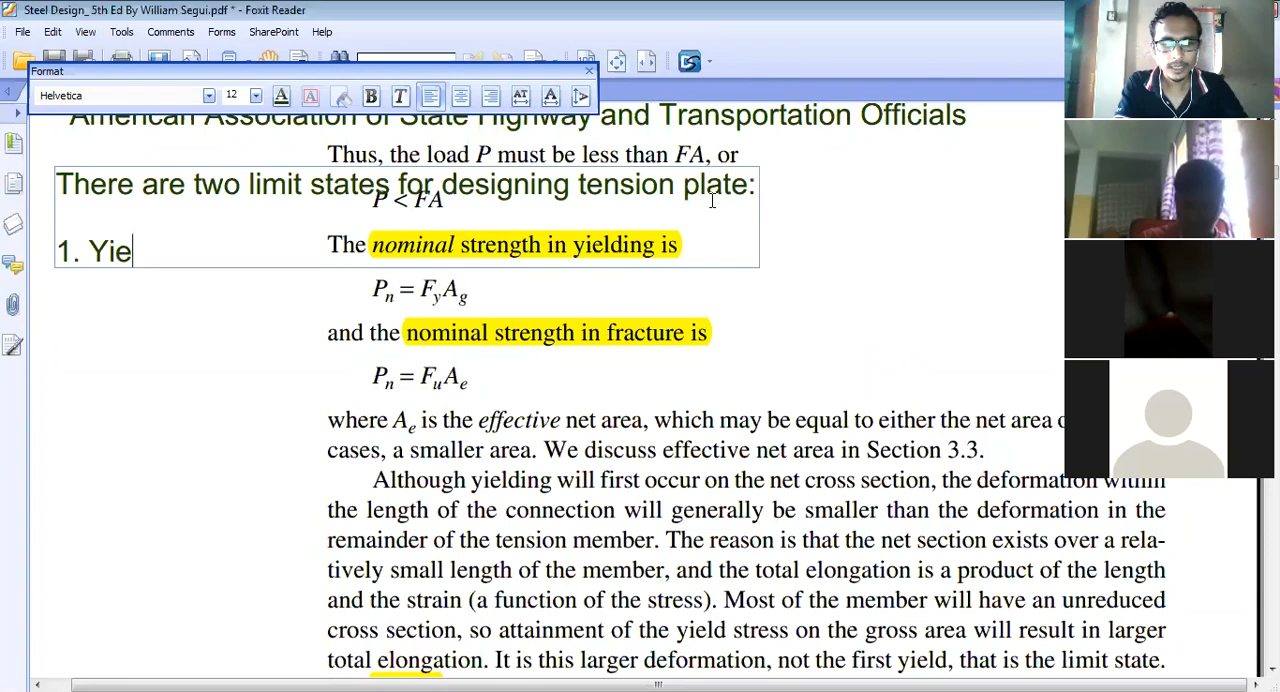 Steel Design_ 5th Ed By William Segui.pdf * - Foxit Reader
File Edit View Tools Comments Forms SharePoint Help
Format
Helvetica 12
American Association of State Highway and Transportation Officials
Thus, the load P must be less than FA, or
There are two limit states for designing tension plate:
P < FA
1. Yie
The nominal strength in yielding is
Pn = FyAg
and the nominal strength in fracture is
Pn = FuAe
where Ae is the effective net area, which may be equal to either the net area
cases, a smaller area. We discuss effective net area in Section 3.3.
Although yielding will first occur on the net cross section, the deformation within
the length of the connection will generally be smaller than the deformation in the
remainder of the tension member. The reason is that the net section exists over a rela-
tively small length of the member, and the total elongation is a product of the length
and the strain (a function of the stress). Most of the member will have an unreduced
cross section, so attainment of the yield stress on the gross area will result in larger
total elongation. It is this larger deformation, not the first yield, that is the limit state.